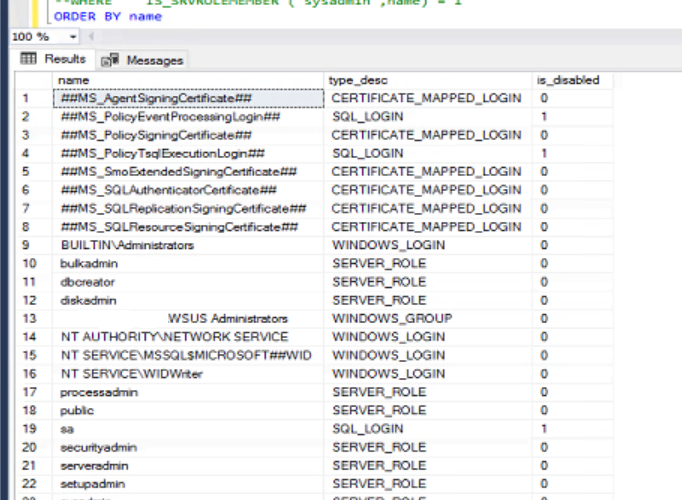 --WHERE IS_SRVROLEMEMBER ('sysadmin',name) = 1
ORDER BY name
100 %
Results Messages
name type_desc is_disabled
1 ##MS_AgentSigningCertificate## CERTIFICATE_MAPPED_LOGIN 0
2 ##MS_PolicyEventProcessingLogin## SQL_LOGIN 1
3 ##MS_PolicySigningCertificate## CERTIFICATE_MAPPED_LOGIN 0
4 ##MS_PolicyTsqlExecutionLogin## SQL_LOGIN 1
5 ##MS_SmoExtendedSigningCertificate## CERTIFICATE_MAPPED_LOGIN 0
6 ##MS_SQLAuthenticatorCertificate## CERTIFICATE_MAPPED_LOGIN 0
7 ##MS_SQLReplicationSigningCertificate## CERTIFICATE_MAPPED_LOGIN 0
8 ##MS_SQLResourceSigningCertificate## CERTIFICATE_MAPPED_LOGIN 0
9 BUILTIN\Administrators WINDOWS_LOGIN 0
10 bulkadmin SERVER_ROLE 0
11 dbcreator SERVER_ROLE 0
12 diskadmin SERVER_ROLE 0
13 WSUS Administrators WINDOWS_GROUP 0
14 NT AUTHORITY\NETWORK SERVICE WINDOWS_LOGIN 0
15 NT SERVICE\MSSQL$MICROSOFT##WID WINDOWS_LOGIN 0
16 NT SERVICE\WIDWriter WINDOWS_LOGIN 0
17 processadmin SERVER_ROLE 0
18 public SERVER_ROLE 0
19 sa SQL_LOGIN 1
20 securityadmin SERVER_ROLE 0
21 serveradmin SERVER_ROLE 0
22 setupadmin SERVER_ROLE 0